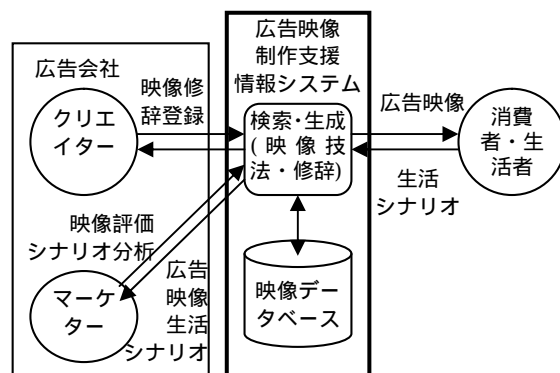 広告会社
クリエ
イター
映像修
辞登録
映像評価
シナリオ分析
マーケ
ター
広告
映像
生活
シナリオ
広告映像
制作支援
情報システム
検索・生成
(映像技
法・修辞)
映像デー
タベース
広告映像
生活
シナリオ
消費
者・生
活者